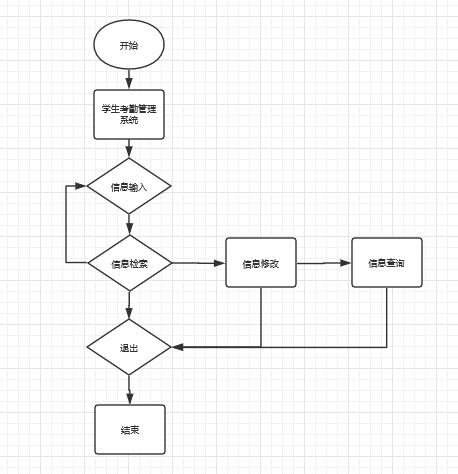 开始
学生考勤管理
系统
信息输入
信息检索
信息修改
信息查询
退出
结束